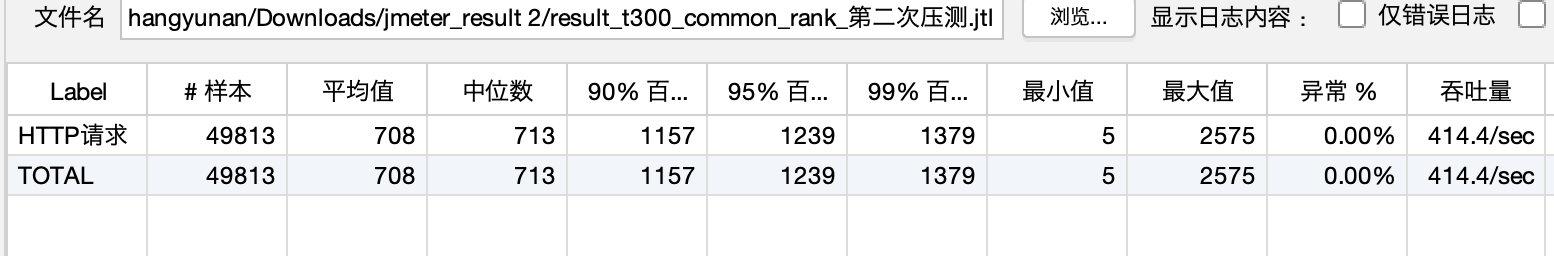 文件名 hangyunan/Downloads/jmeter_result 2/result_t300_common_rank_第二次压测.jtl 浏览... 显示日志内容： 仅错误日志
Label # 样本 平均值 中位数 90% 百... 95% 百... 99% 百... 最小值 最大值 异常 % 吞吐量
HTTP请求 49813 708 713 1157 1239 1379 5 2575 0.00% 414.4/sec
TOTAL 49813 708 713 1157 1239 1379 5 2575 0.00% 414.4/sec